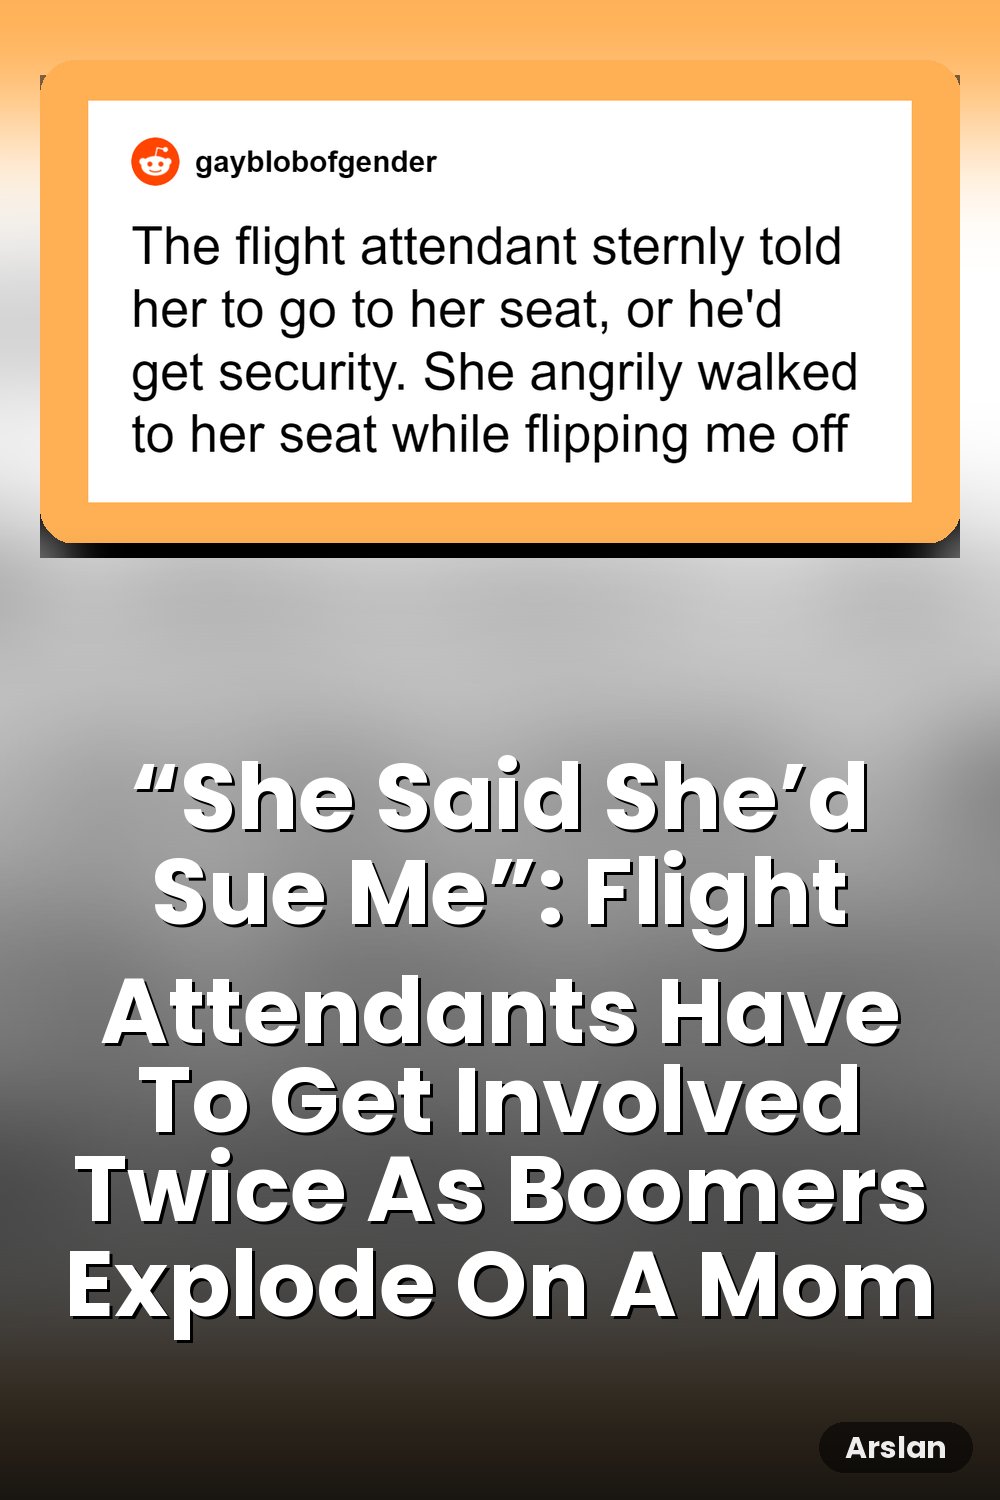 gayblobofgender
The flight attendant sternly told
her to go to her seat, or he'd
get security. She angrily walked
to her seat while flipping me off
“She Said She’d
Sue Me”: Flight
Attendants Have
To Get Involved
Twice As Boomers
Explode On A Mom
Arslan